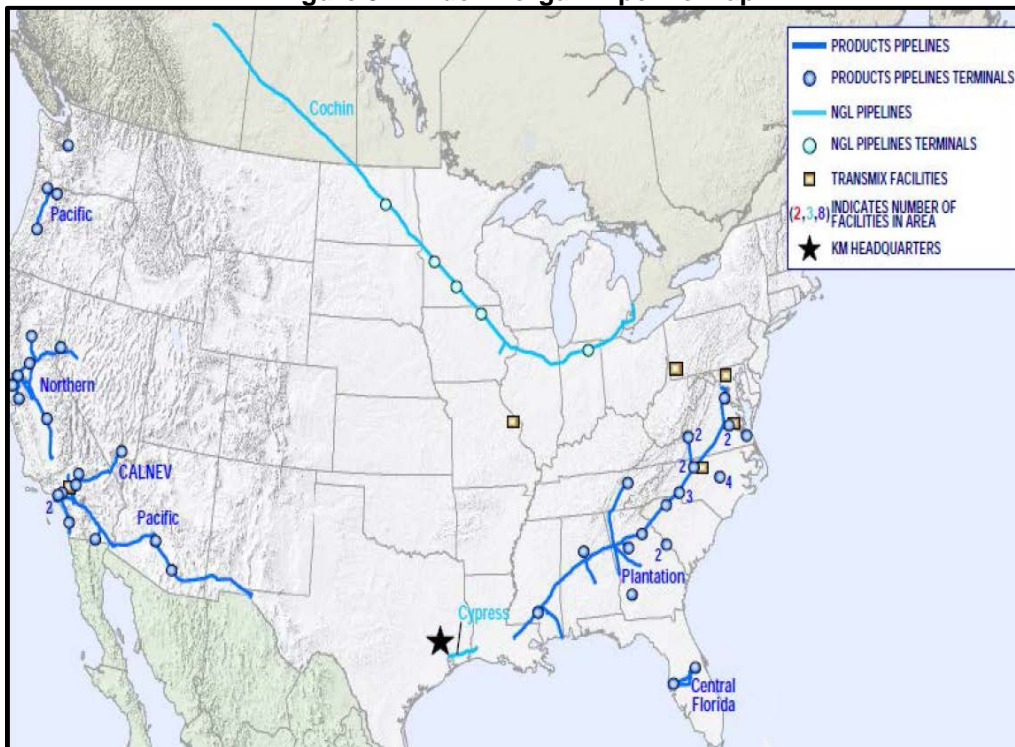 PRODUCTS PIPELINES
PRODUCTS PIPELINES TERMINALS
NGL PIPELINES
NGL PIPELINES TERMINALS
TRANSMIX FACILITIES
(2,3,8) INDICATES NUMBER OF
FACILITIES IN AREA
KM HEADQUARTERS
Cochin
Pacific
Northern
CALNEV
2
Pacific
2
2
2
4
3
2
Plantation
Cypress
Central
Florida